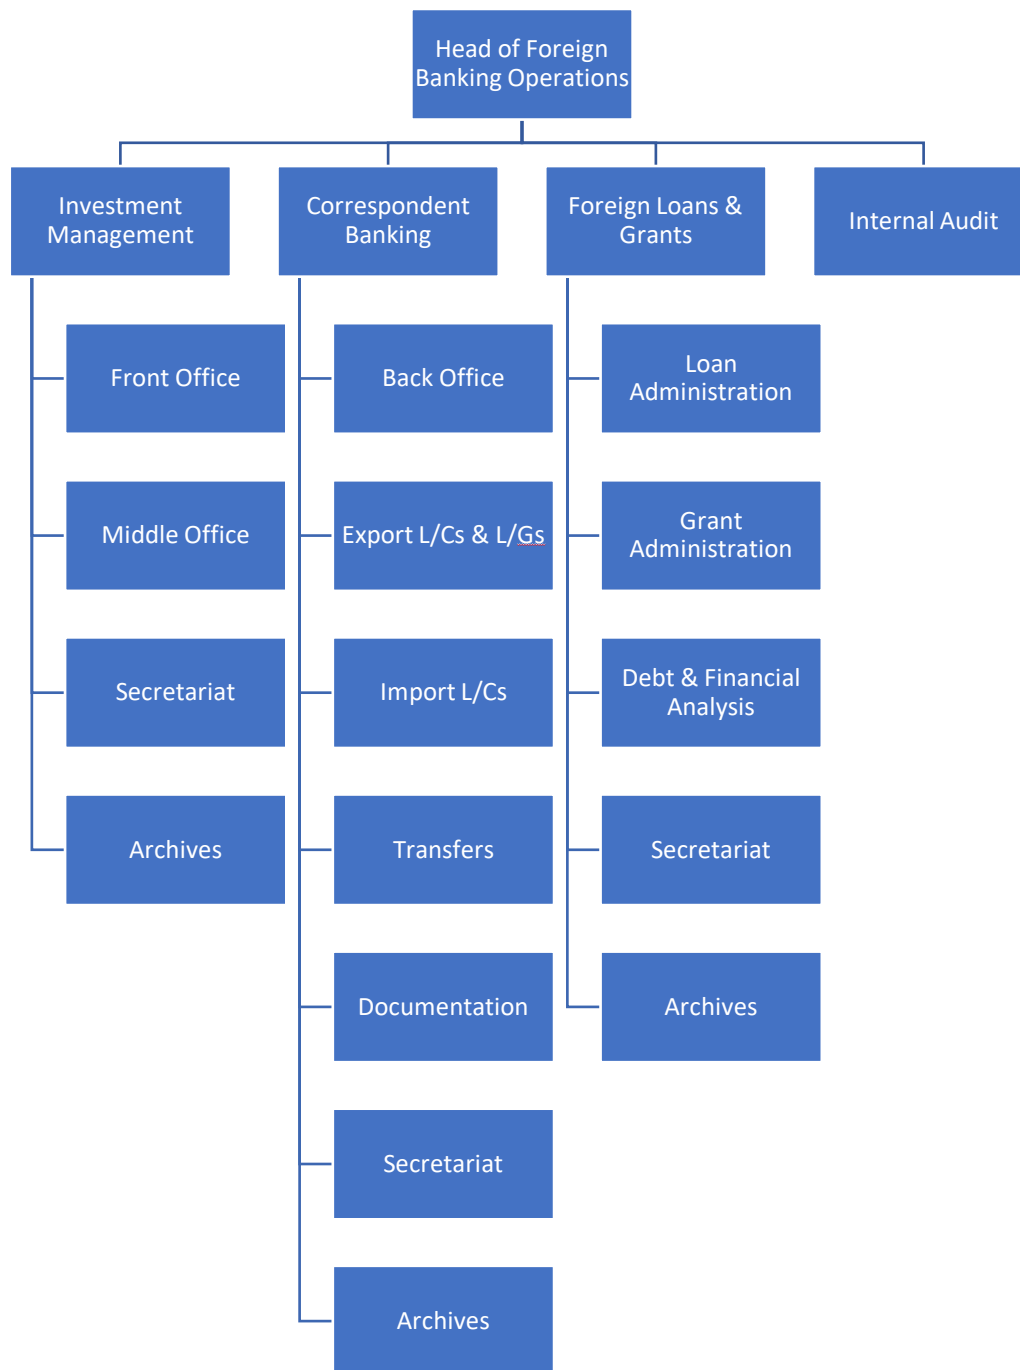 Head of Foreign
Banking Operations
Investment
Management
Correspondent
Banking
Foreign Loans &
Grants
Internal Audit
Front Office
Back Office
Loan
Administration
Middle Office
Export L/Cs & L/Gs
Grant
Administration
Secretariat
Import L/Cs
Debt & Financial
Analysis
Archives
Transfers
Secretariat
Documentation
Archives
Secretariat
Archives